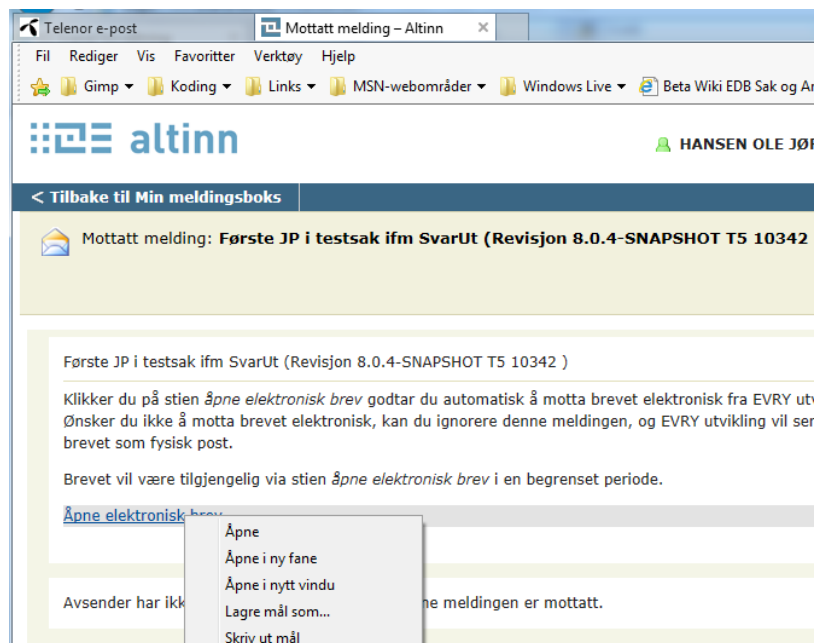 Telenor e-post
Mottatt melding – Altinn
Fil Rediger Vis Favoritter Verktøy Hjelp
Gimp Koding Links MSN-webområder Windows Live Beta Wiki EDB Sak og
altinn
HANSEN OLE
< Tilbake til Min meldingsboks
Mottatt melding: Første JP i testsak ifm SvarUt (Revisjon 8.0.4-SNAPSHOT T5 10342
Første JP i testsak ifm SvarUt (Revisjon 8.0.4-SNAPSHOT T5 10342 )
Klikker du på stien åpne elektronisk brev godtar du automatisk å motta brevet elektronisk fra EVRY
Ønsker du ikke å motta brevet elektronisk, kan du ignorere denne meldingen, og EVRY utvikling vil
brevet som fysisk post.
Brevet vil være tilgjengelig via stien åpne elektronisk brev i en begrenset periode.
Åpne elektronisk brev
Åpne
Åpne i ny fane
Åpne i nytt vindu
Avsender har meldingen er mottatt.
Lagre mål som...
Skriv ut mål